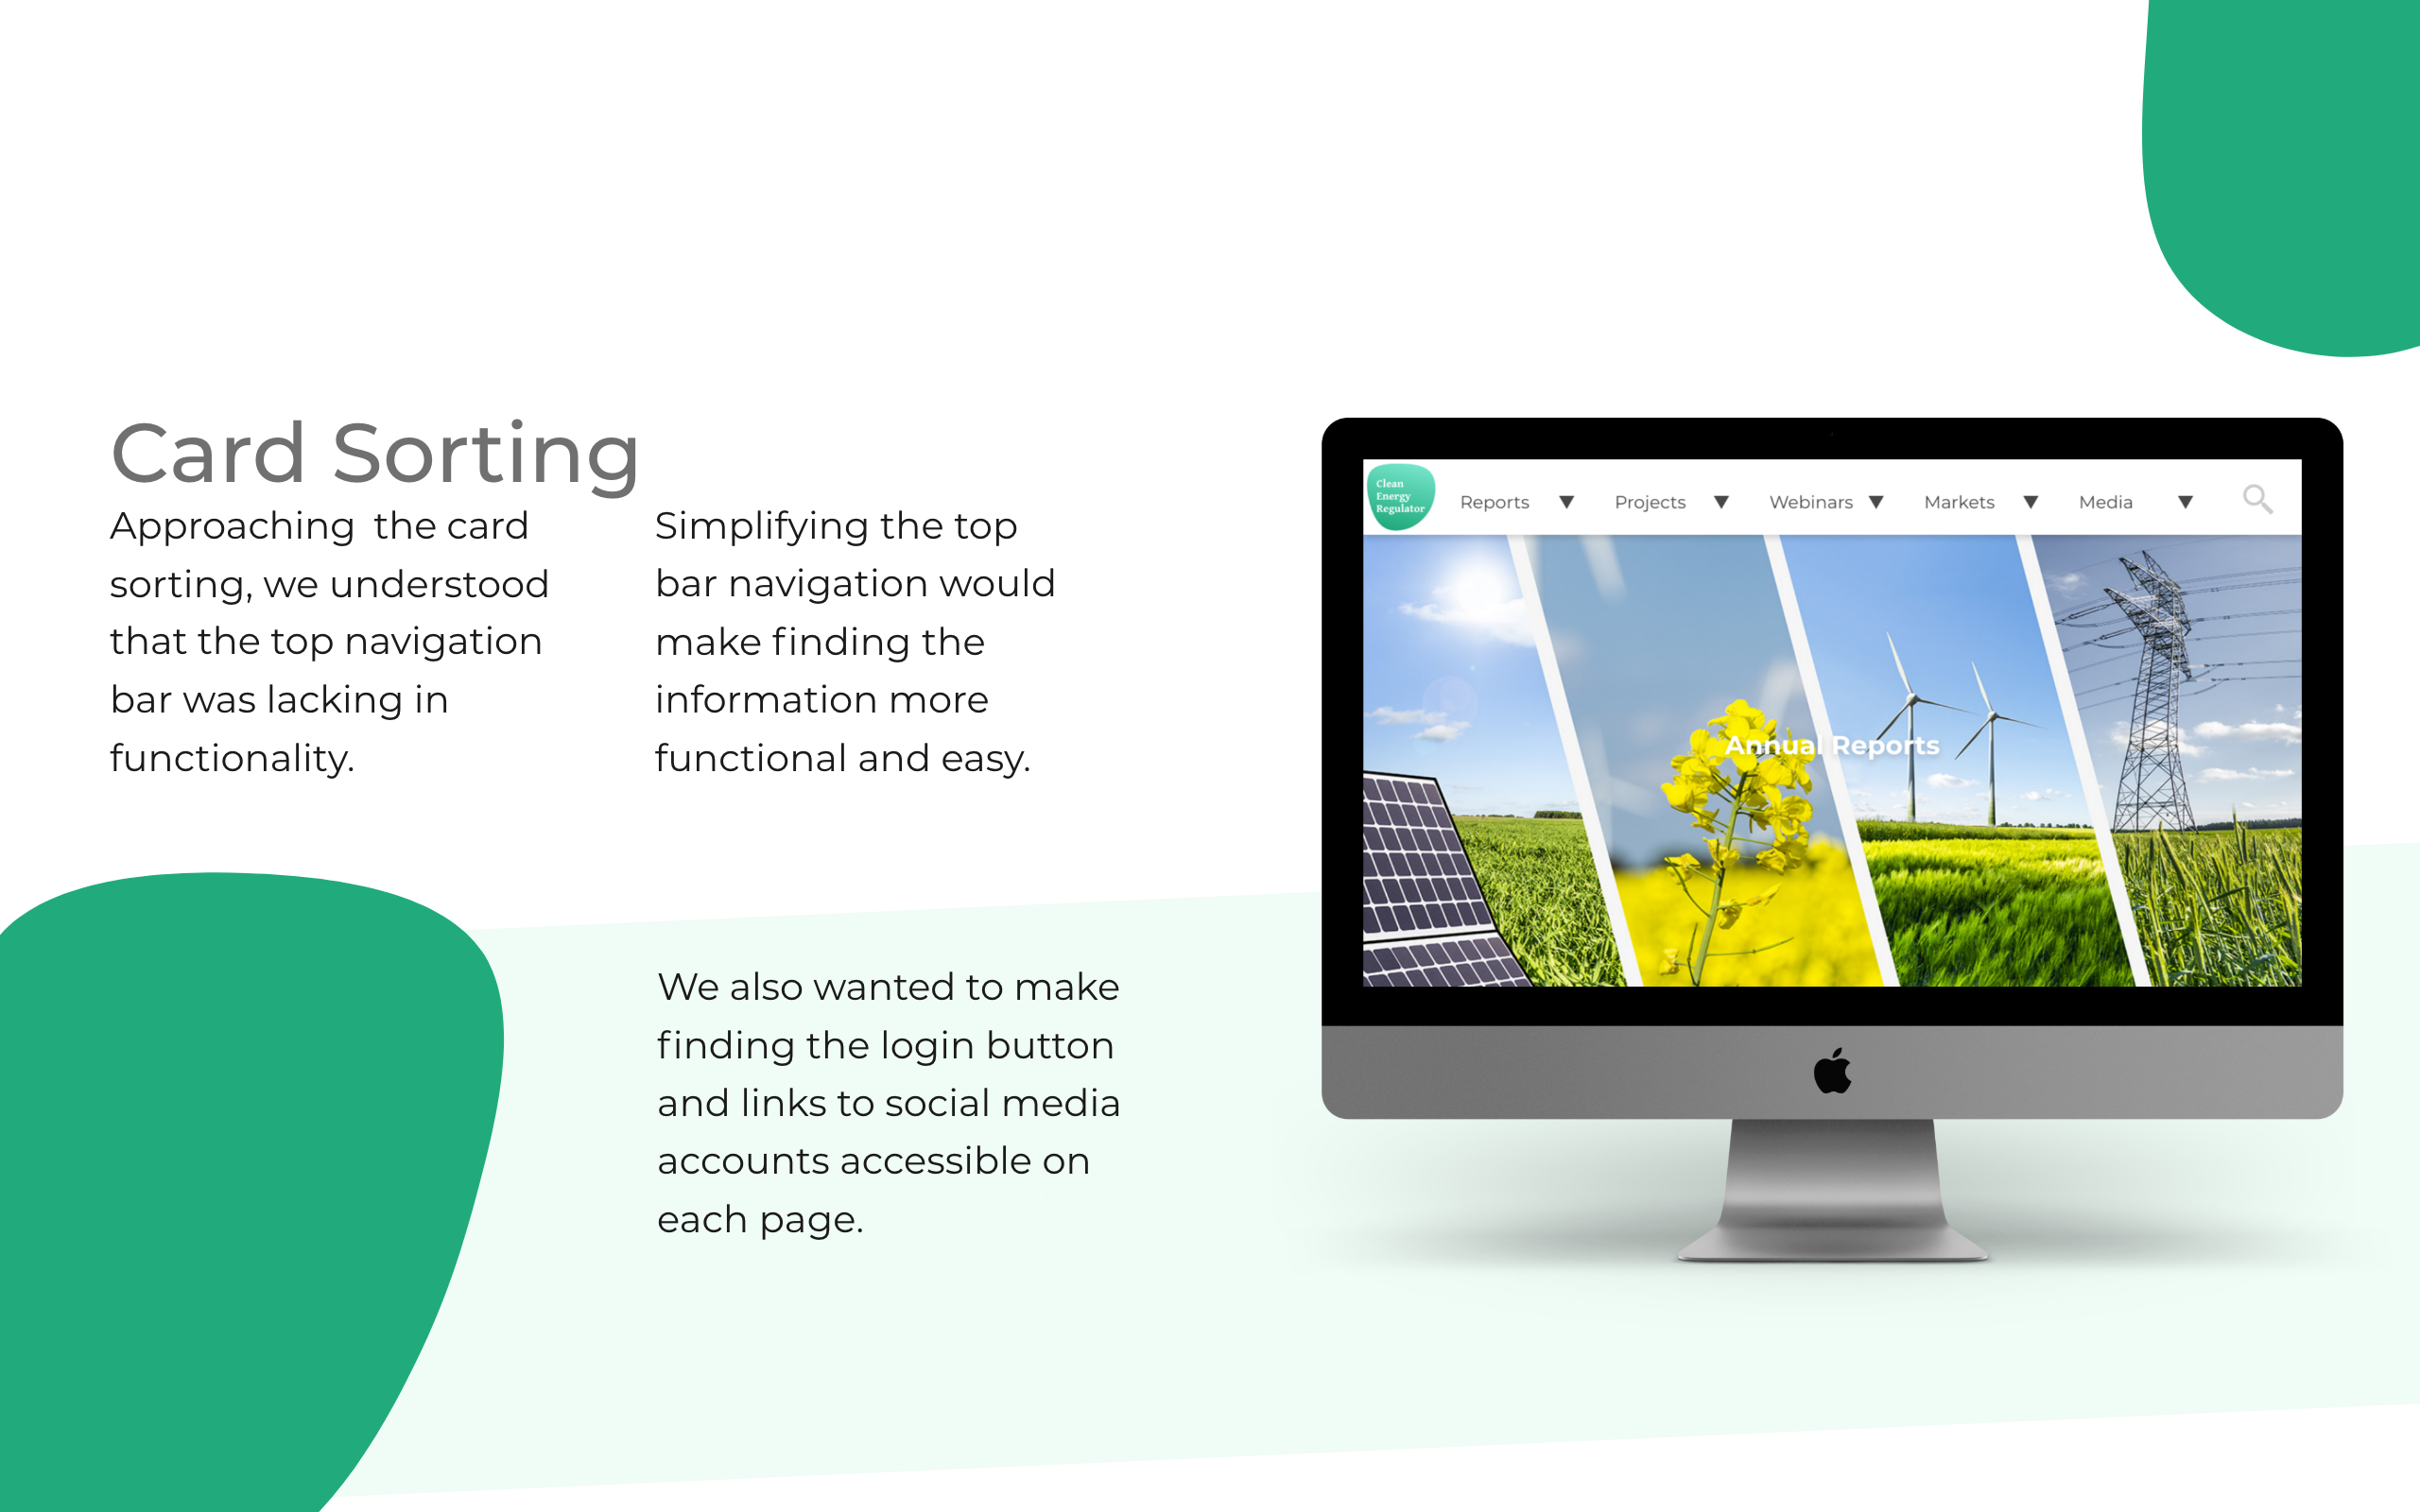 Card Sorting
Approaching  the card
sorting, we understood
that the top navigation
bar was lacking in
functionality.
Simplifying the top
bar navigation would
make finding the
information more
functional and easy.
We also wanted to make
finding the login button
and links to social media
accounts accessible on
each page.
Clean
Energy
Regulator
Reports ▼ Projects ▼ Webinars ▼ Markets ▼ Media ▼
Annual Reports